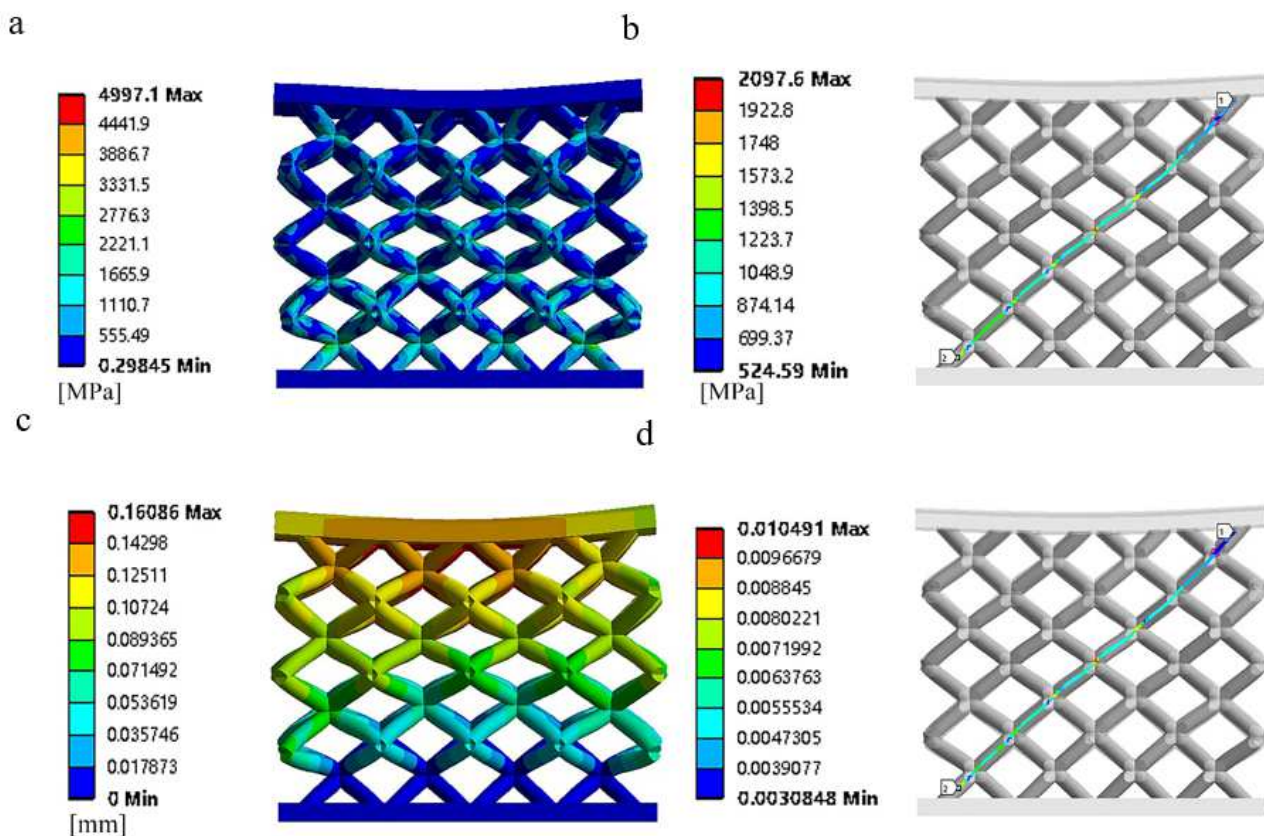 a
4997.1 Max
4441.9
3886.7
3331.5
2776.3
2221.1
1665.9
1110.7
555.49
0.29845 Min
[MPa]
b
2097.6 Max
1922.8
1748
1573.2
1398.5
1223.7
1048.9
874.14
699.37
524.59 Min
[MPa]
1
2
c
0.16086 Max
0.14298
0.12511
0.10724
0.089365
0.071492
0.053619
0.035746
0.017873
0 Min
[mm]
d
0.010491 Max
0.0096679
0.008845
0.0080221
0.0071992
0.0063763
0.0055534
0.0047305
0.0039077
0.0030848 Min
1
2